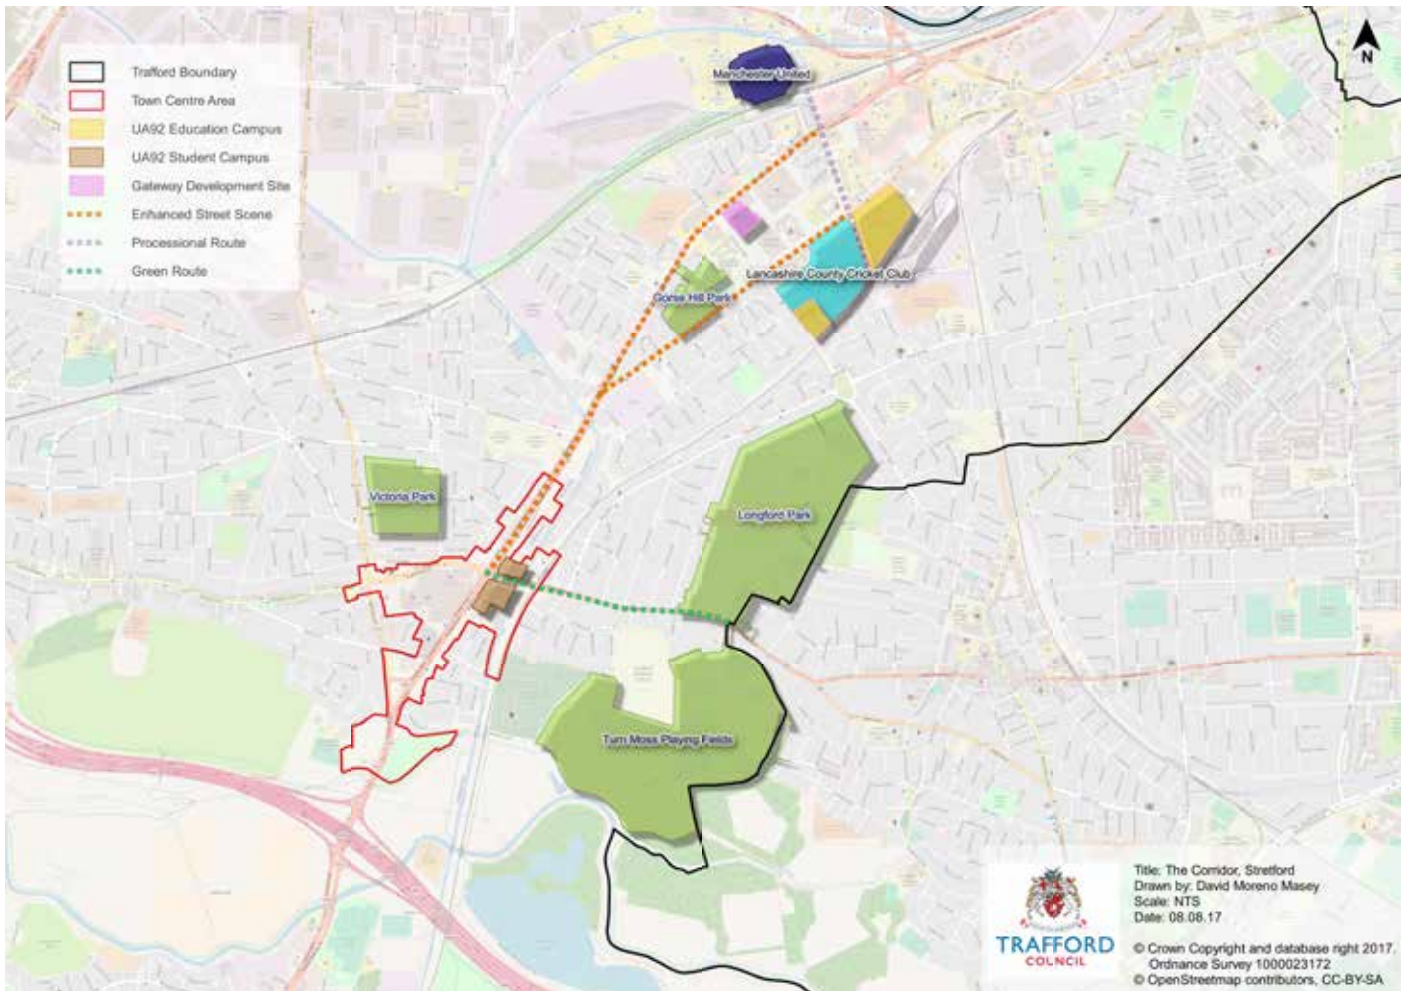 Trafford Boundary
Town Centre Area
UA92 Education Campus
UA92 Student Campus
Gateway Development Site
Enhanced Street Scene
Processional Route
Green Route
N
Manchester United
Lancashire County Cricket Club
Gorse Hill Park
Victoria Park
Longford Park
Turn Moss Playing Fields
TRAFFORD
COUNCIL
Title: The Corridor, Stretford
Drawn by: David Moreno Masey
Scale: NTS
Date: 08.08.17
© Crown Copyright and database right 2017.
Ordnance Survey 1000023172
© OpenStreetmap contributors, CC-BY-SA